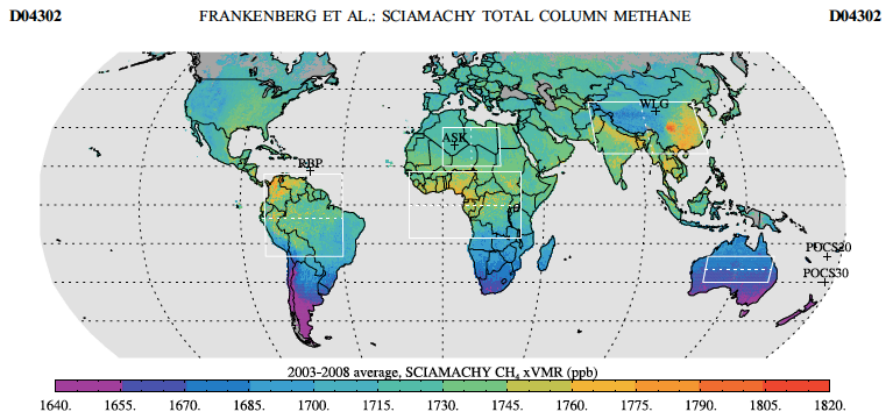 D04302 FRANKENBERG ET AL.: SCIAMACHY TOTAL COLUMN METHANE D04302
WLG
ASK
RBP
POCS20
POCS30
2003-2008 average, SCIAMACHY CH₄ xVMR (ppb)
1640. 1655. 1670. 1685. 1700. 1715. 1730. 1745. 1760. 1775. 1790. 1805. 1820.